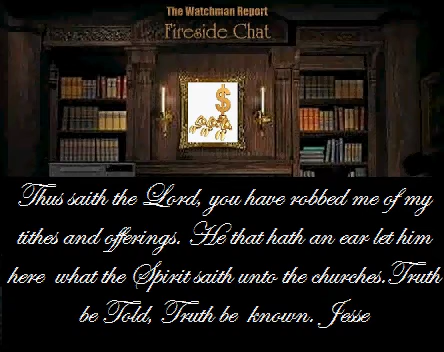 The Watchman Report
Fireside Chat
$
Thus saith the Lord, you have robbed me of my
tithes and offerings. He that hath an ear let him
here what the Spirit saith unto the churches.Truth
be Told, Truth be known. Jesse